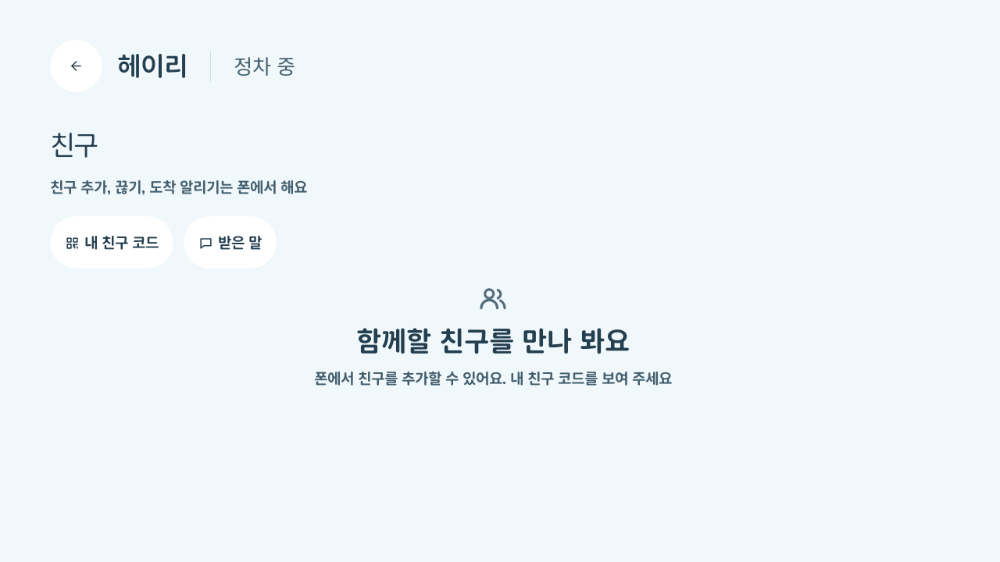 헤이리
정차 중
친구
친구 추가, 끊기, 도착 알리기는 폰에서 해요
내 친구 코드
받은 말
함께할 친구를 만나 봐요
폰에서 친구를 추가할 수 있어요. 내 친구 코드를 보여 주세요